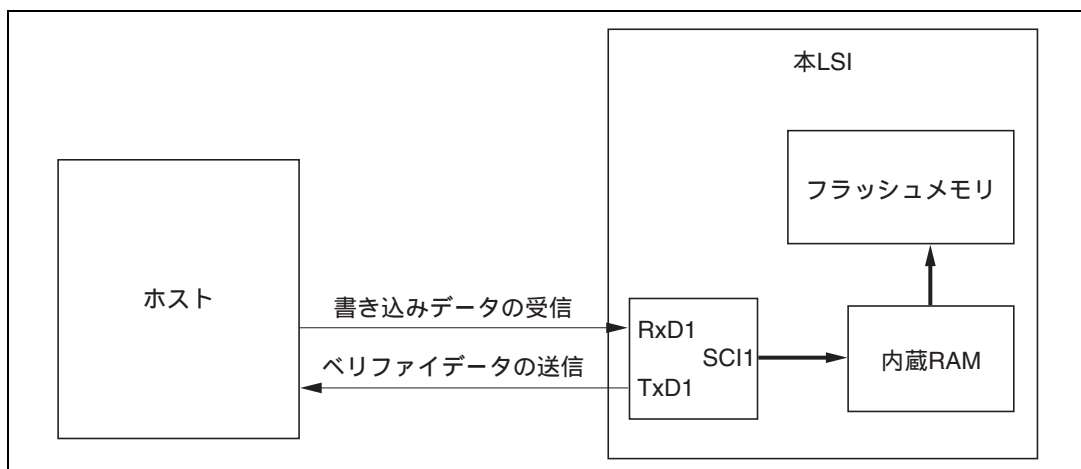 本LSI
フラッシュメモリ
ホスト
書き込みデータの受信
RxD1
SCI1
内蔵RAM
ベリファイデータの送信
TxD1